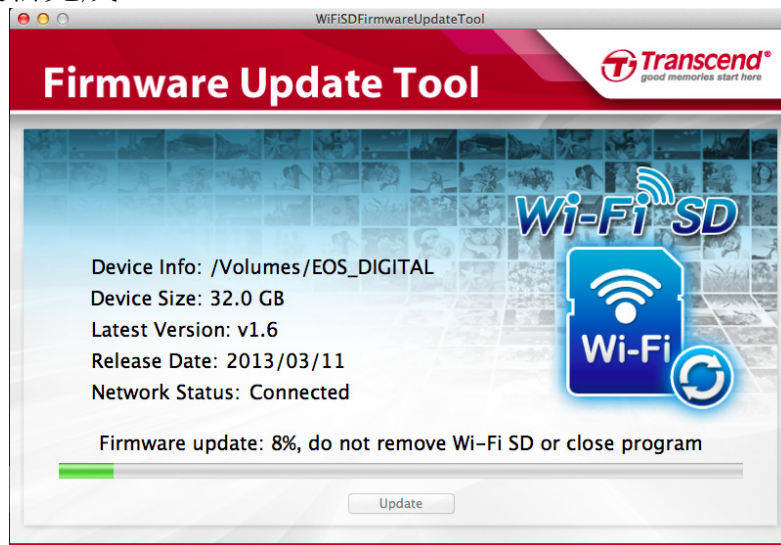 WiFiSDFirmwareUpdateTool
Firmware Update Tool
Transcend®
good memories start here
Wi-Fi SD
Device Info: /Volumes/EOS_DIGITAL
Device Size: 32.0 GB
Latest Version: v1.6
Release Date: 2013/03/11
Network Status: Connected
Wi-Fi
Firmware update: 8%, do not remove Wi-Fi SD or close program
Update